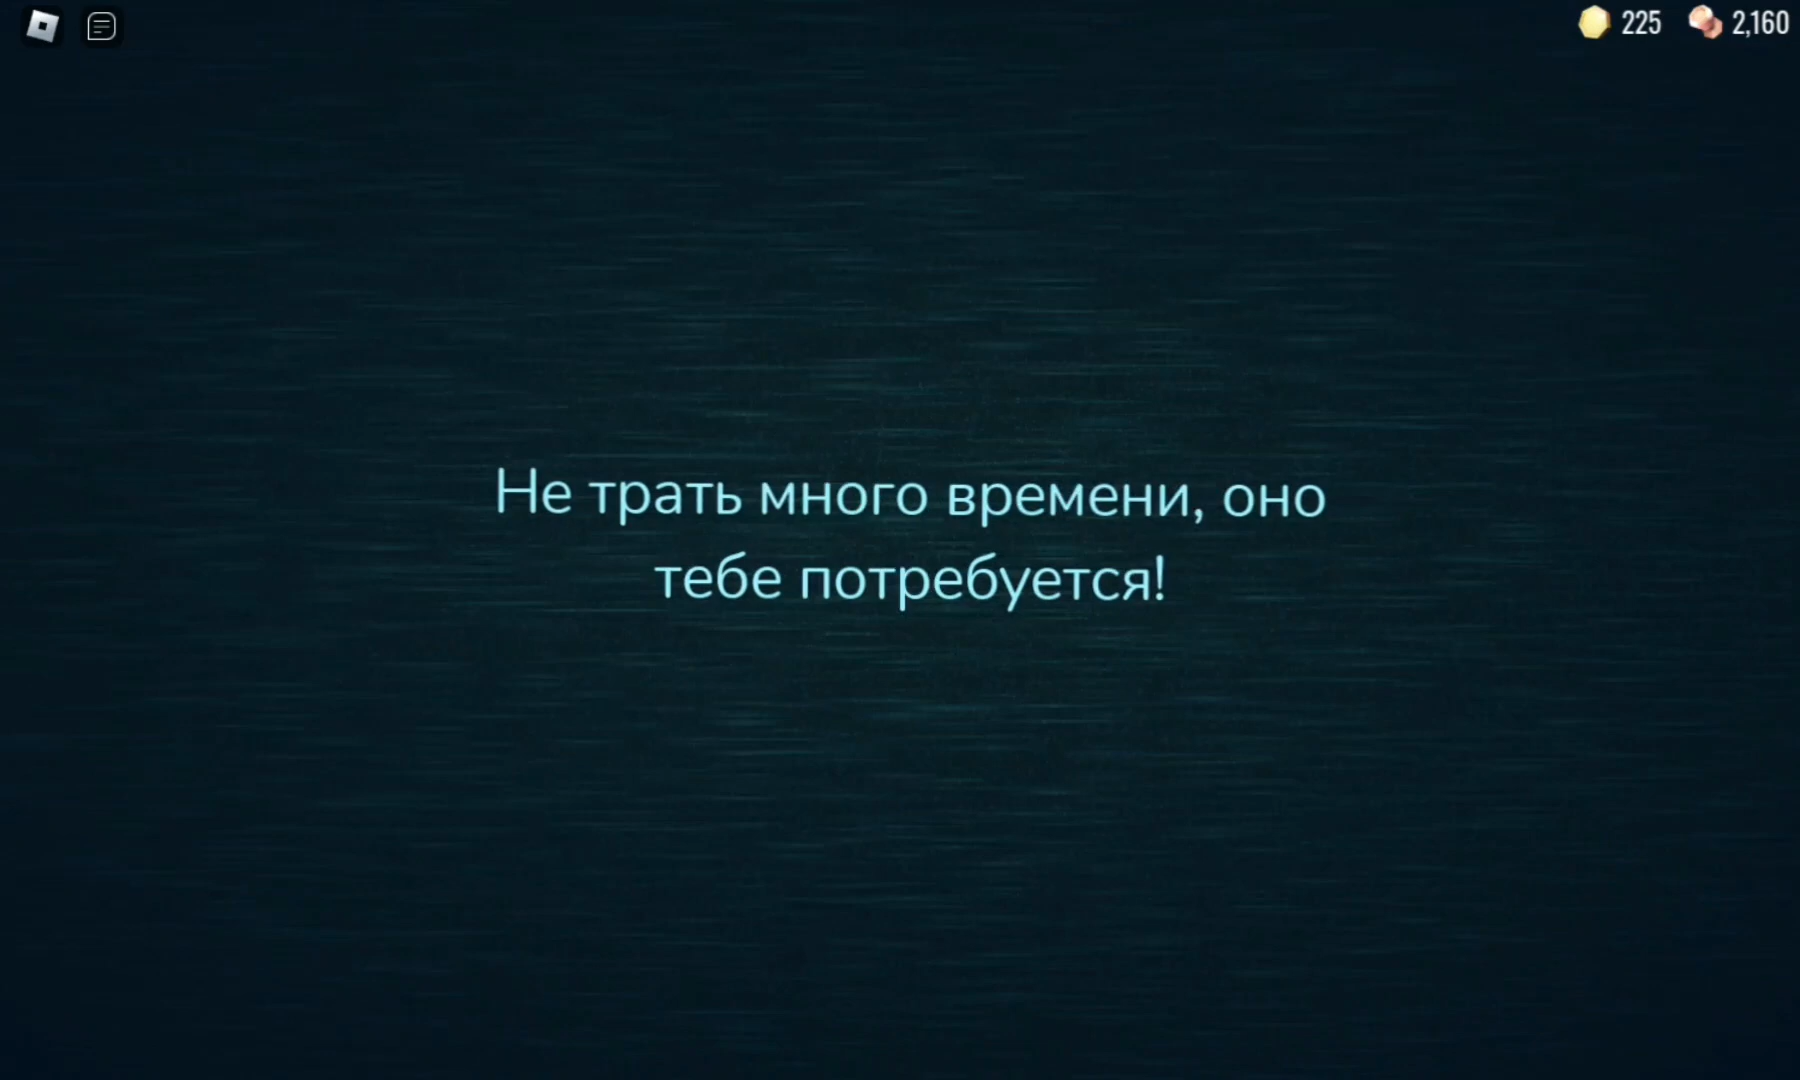 225 2,160
Не трать много времени, оно
тебе потребуется!